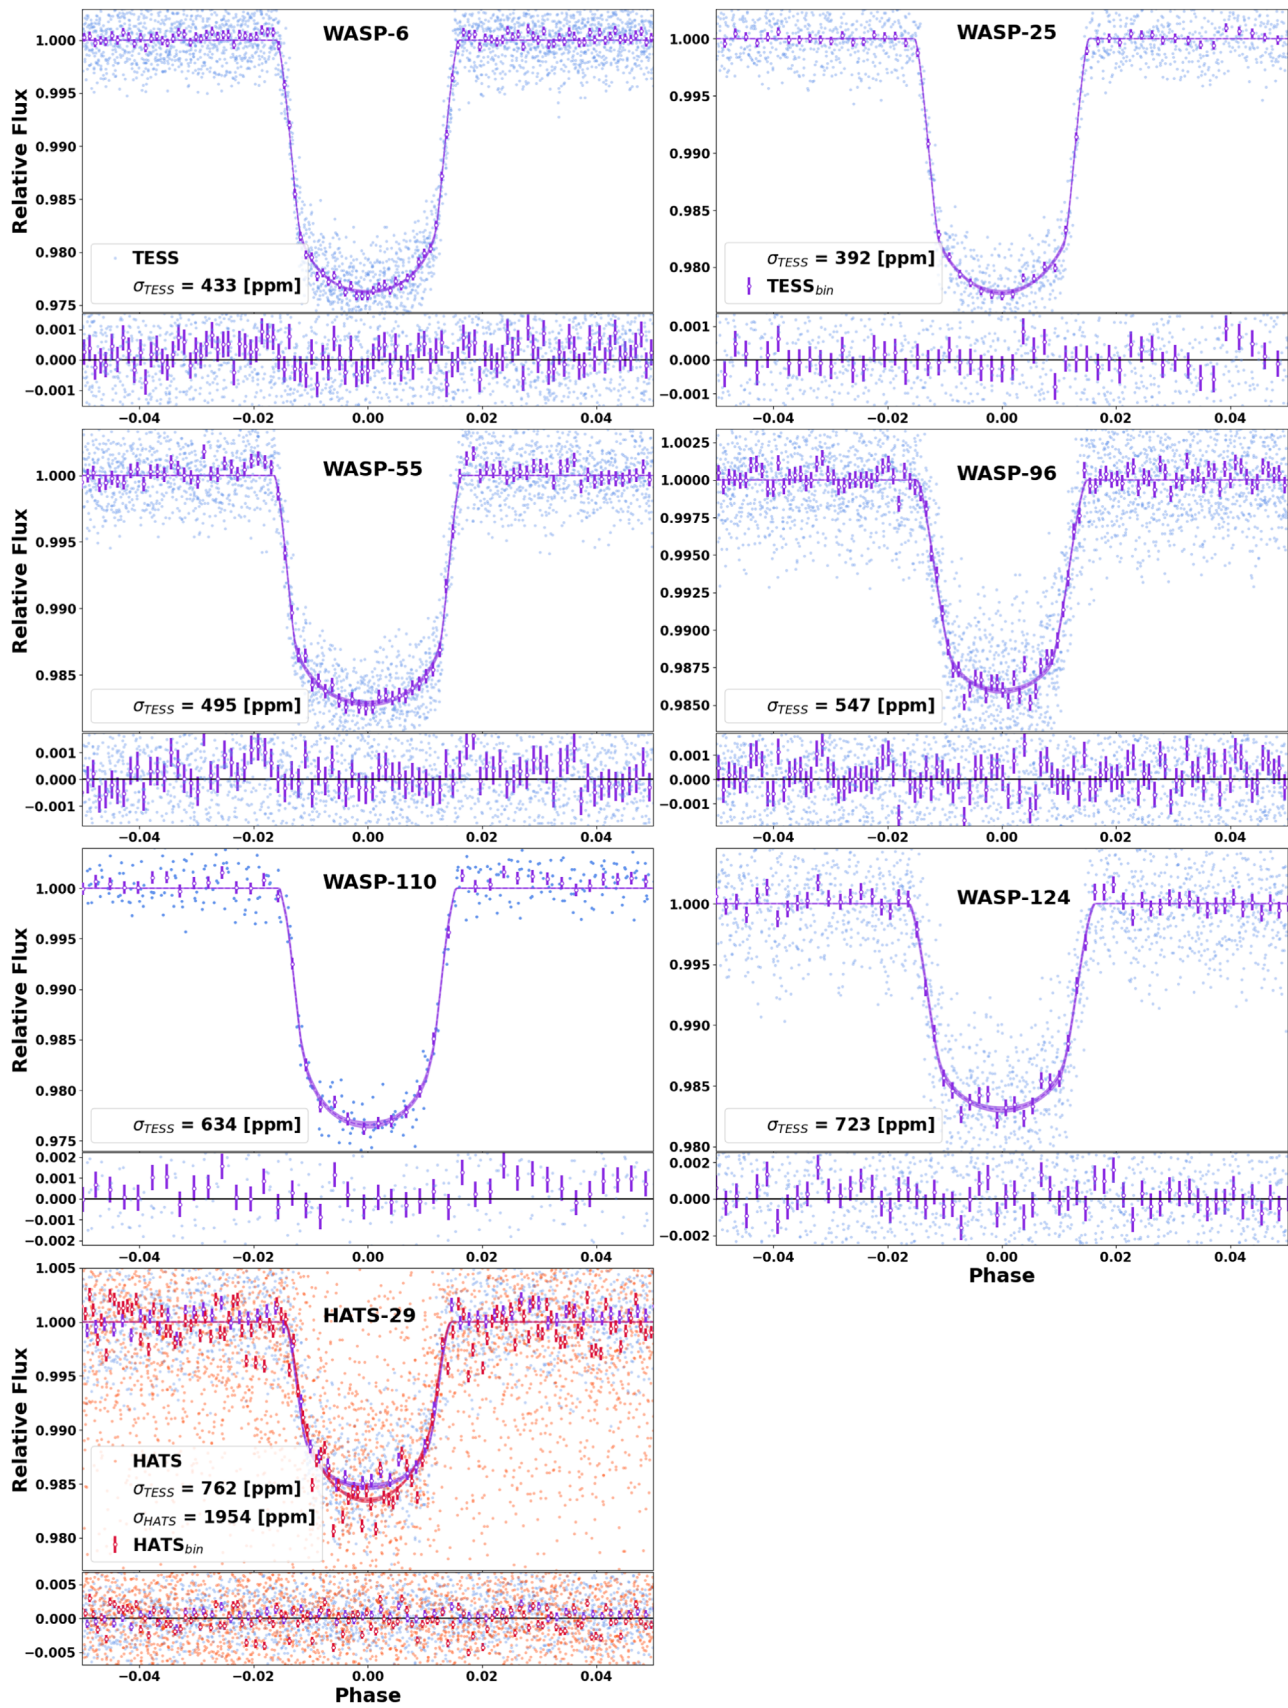 WASP-6
1.000
0.995
0.990
0.985
0.980
0.975
Relative Flux
TESS
σTESS = 433 [ppm]
0.001
0.000
−0.001
−0.04 −0.02 0.00 0.02 0.04
WASP-25
1.000
0.995
0.990
0.985
0.980
σTESS = 392 [ppm]
TESSbin
0.001
0.000
−0.001
−0.04 −0.02 0.00 0.02 0.04
WASP-55
1.000
0.995
0.990
0.985
Relative Flux
σTESS = 495 [ppm]
0.001
0.000
−0.001
−0.04 −0.02 0.00 0.02 0.04
WASP-96
1.0025
1.0000
0.9975
0.9950
0.9925
0.9900
0.9875
0.9850
σTESS = 547 [ppm]
0.001
0.000
−0.001
−0.04 −0.02 0.00 0.02 0.04
WASP-110
1.000
0.995
0.990
0.985
0.980
0.975
Relative Flux
σTESS = 634 [ppm]
0.002
0.001
0.000
−0.001
−0.002
WASP-124
1.000
0.995
0.990
0.985
0.980
σTESS = 723 [ppm]
0.002
0.000
−0.002
−0.04 −0.02 0.00 0.02 0.04
Phase
HATS-29
1.005
1.000
0.995
0.990
0.985
0.980
Relative Flux
HATS
σTESS = 762 [ppm]
σHATS = 1954 [ppm]
HATSbin
0.005
0.000
−0.005
−0.04 −0.02 0.00 0.02 0.04
Phase